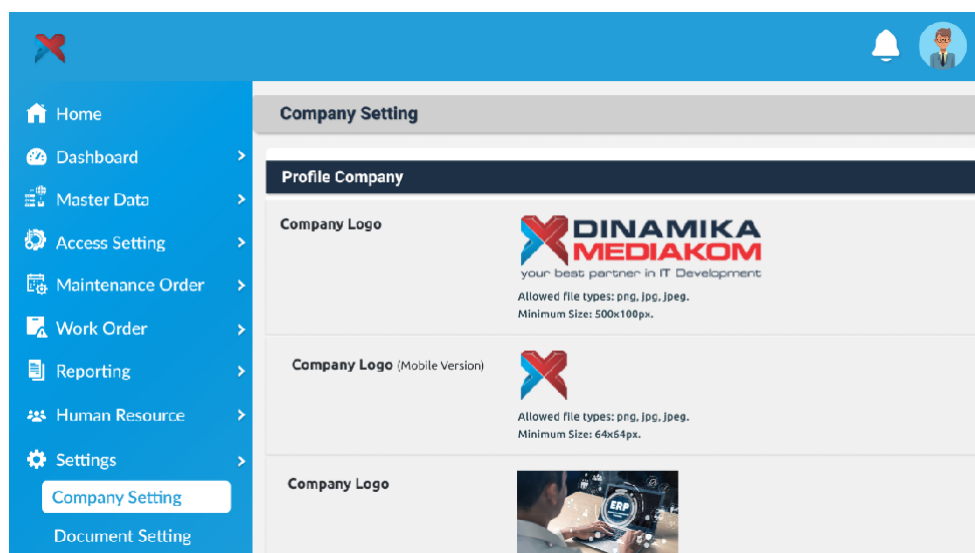 Home
Dashboard
Master Data
Access Setting
Maintenance Order
Work Order
Reporting
Human Resource
Settings
Company Setting
Document Setting
Company Setting
Profile Company
Company Logo
DINAMIKA
MEDIAKOM
your best partner in IT Development
Allowed file types: png, jpg, jpeg.
Minimum Size: 500x100px.
Company Logo (Mobile Version)
Allowed file types: png, jpg, jpeg.
Minimum Size: 64x64px.
Company Logo
ERP